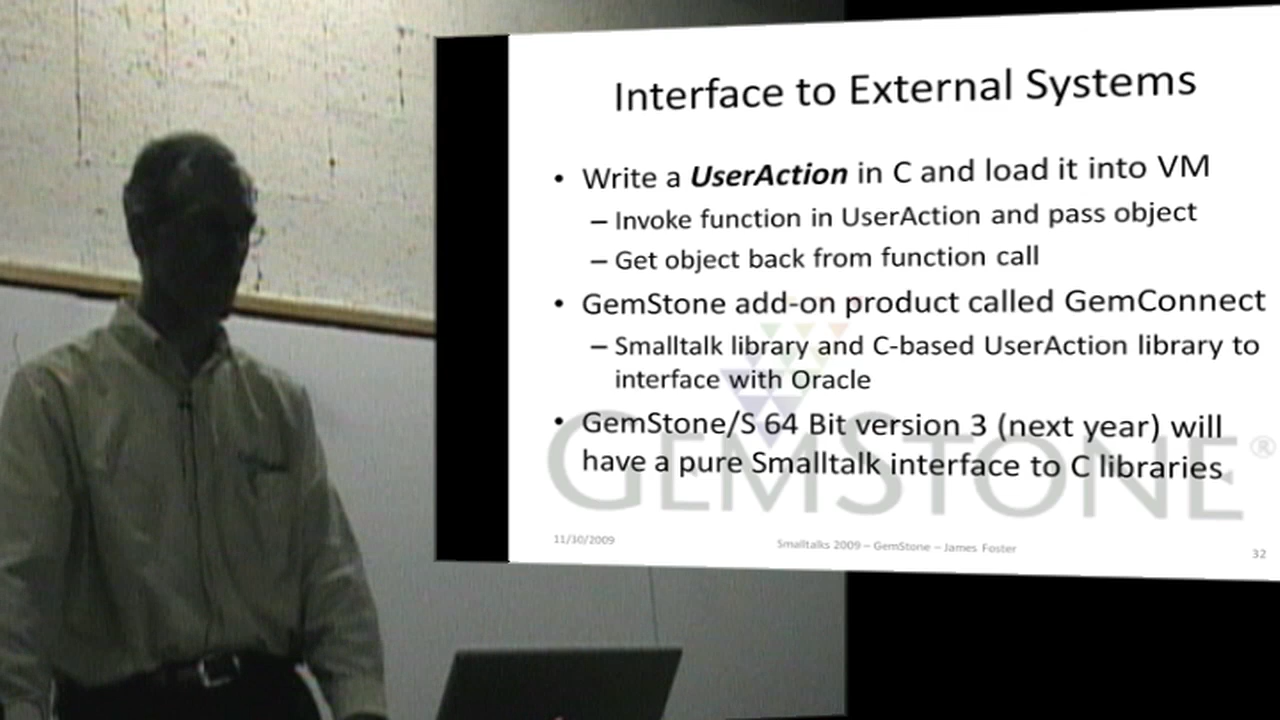 Interface to External Systems
• Write a UserAction in C and load it into VM
– Invoke function in UserAction and pass object
– Get object back from function call
• GemStone add-on product called GemConnect
– Smalltalk library and C-based UserAction library to
interface with Oracle
• GemStone/S 64 Bit version 3 (next year) will
have a pure Smalltalk interface to C libraries
GEMSTONE®
11/10/2009
Smalltalks 2009 – GemStone – James Foster
32